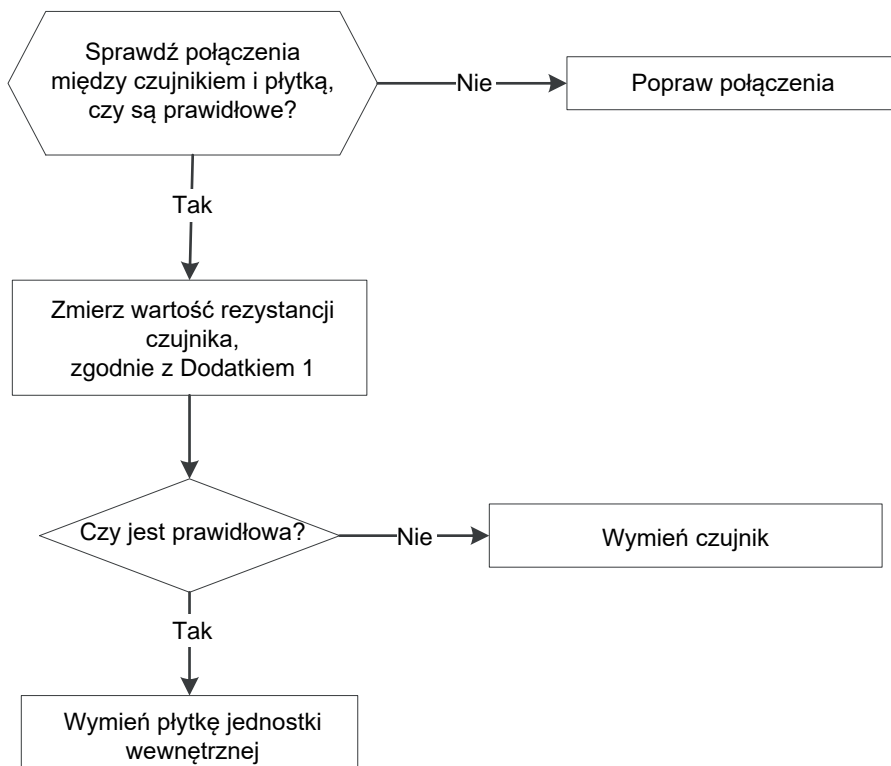 Sprawdź połączenia
między czujnikiem i płytką,
czy są prawidłowe?
Nie
Popraw połączenia
Tak
Zmierz wartość rezystancji
czujnika,
zgodnie z Dodatkiem 1
Czy jest prawidłowa?
Nie
Wymień czujnik
Tak
Wymień płytkę jednostki
wewnętrznej